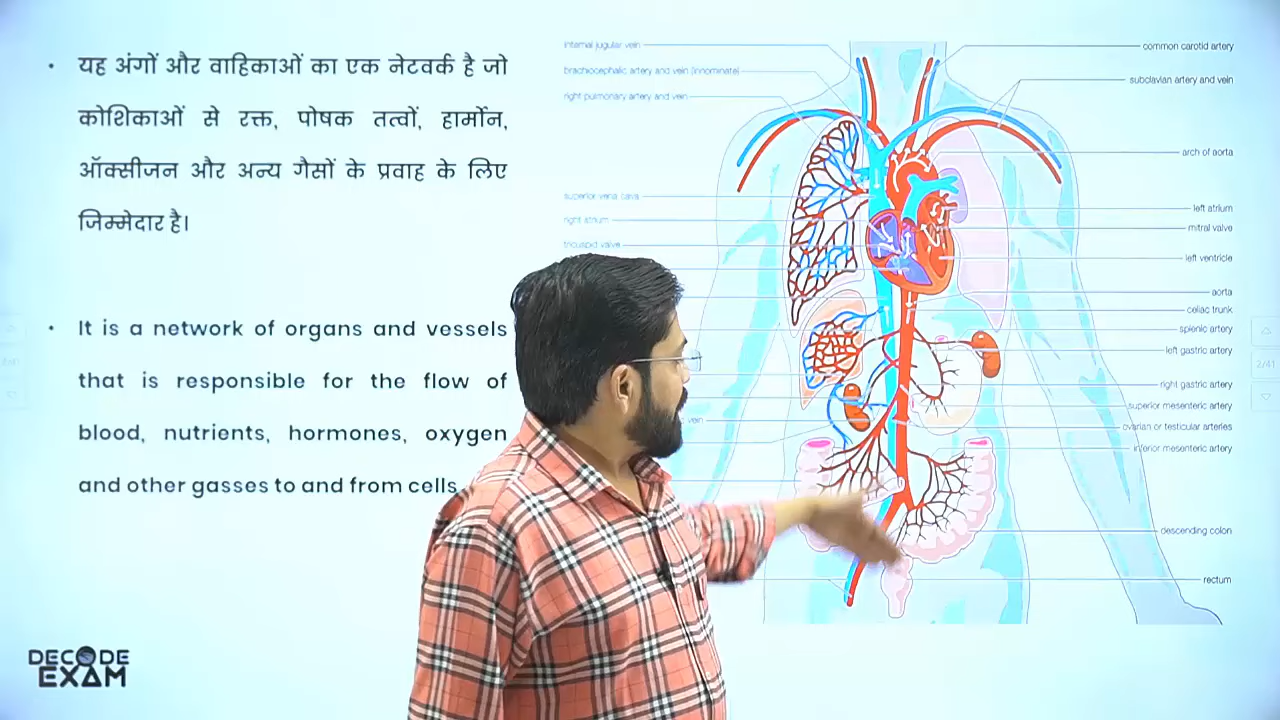 • यह अंगों और वाहिकाओं का एक नेटवर्क है जो
कोशिकाओं से रक्त, पोषक तत्वों, हार्मोन,
ऑक्सीजन और अन्य गैसों के प्रवाह के लिए
जिम्मेदार है।
• It is a network of organs and vessels
that is responsible for the flow of
blood, nutrients, hormones, oxygen
and other gasses to and from cells.
internal jugular vein
brachiocephalic artery and vein (innominate)
right pulmonary artery and vein
superior vena cava
right atrium
tricuspid valve
vein
common carotid artery
subclavian artery and vein
arch of aorta
left atrium
mitral valve
left ventricle
aorta
celiac trunk
splenic artery
left gastric artery
right gastric artery
superior mesenteric artery
ovarian or testicular arteries
inferior mesenteric artery
descending colon
rectum
2/41
DECODE
EXAM